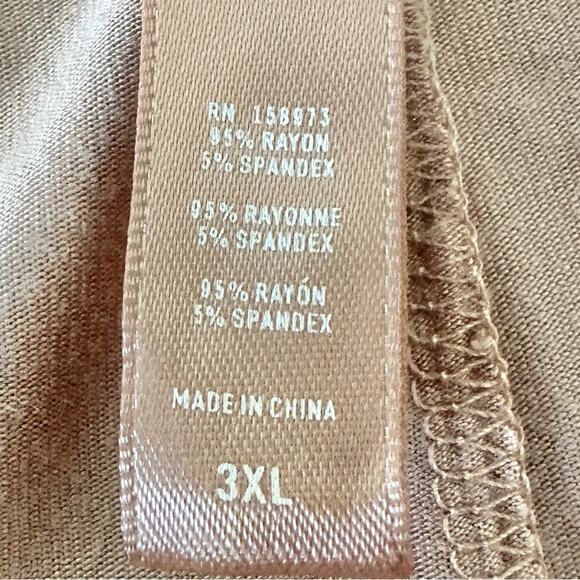 RN 158973
95% RAYON
5% SPANDEX
95% RAYONNE
5% SPANDEX
95% RAYÓN
5% SPANDEX
MADE IN CHINA
3XL